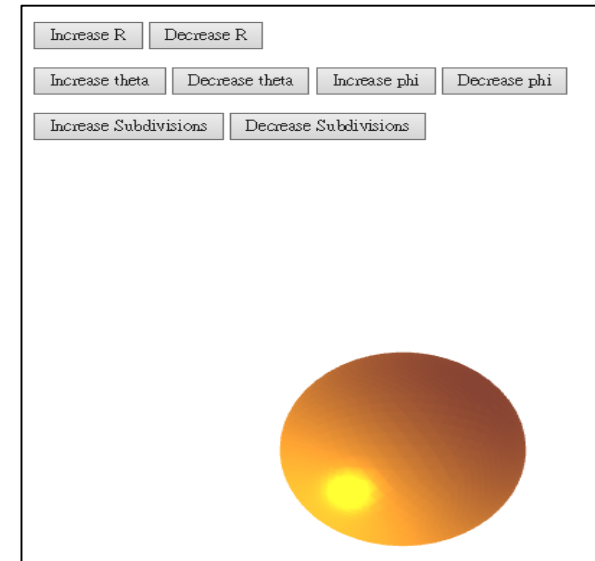 Increase R Decrease R
Increase theta Decrease theta Increase phi Decrease phi
Increase Subdivisions Decrease Subdivisions